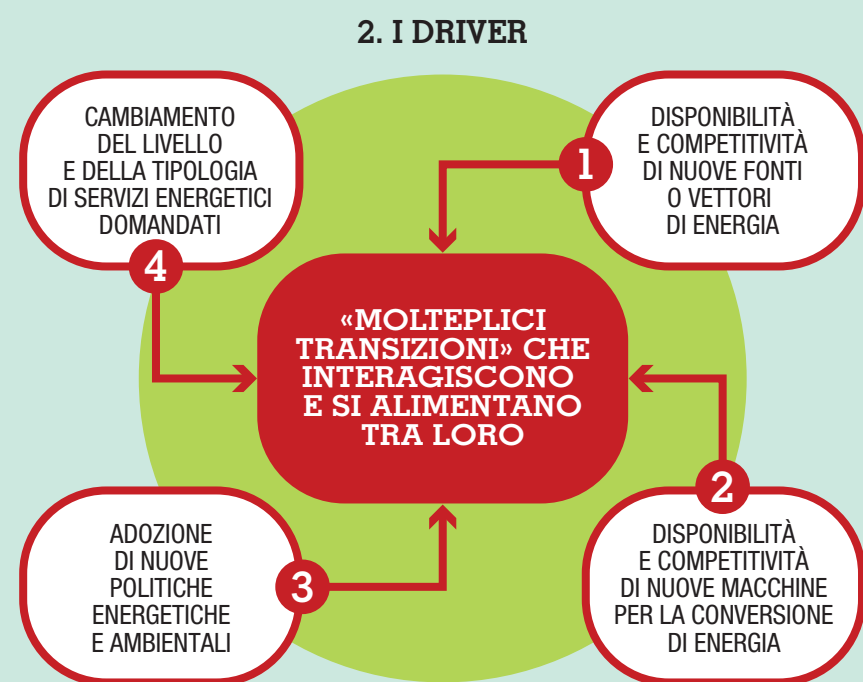 2. I DRIVER
CAMBIAMENTO
DEL LIVELLO
E DELLA TIPOLOGIA
DI SERVIZI ENERGETICI
DOMANDATI
4
DISPONIBILITÀ
E COMPETITIVITÀ
DI NUOVE FONTI
O VETTORI
DI ENERGIA
1
«MOLTEPLICI
TRANSIZIONI» CHE
INTERAGISCONO
E SI ALIMENTANO
TRA LORO
ADOZIONE
DI NUOVE
POLITICHE
ENERGETICHE
E AMBIENTALI
3
2
DISPONIBILITÀ
E COMPETITIVITÀ
DI NUOVE MACCHINE
PER LA CONVERSIONE
DI ENERGIA